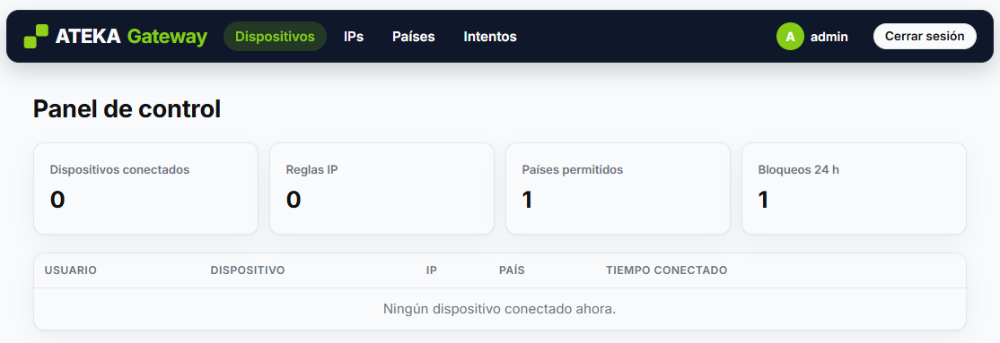 ATEKA Gateway Dispositivos IPs Países Intentos A admin Cerrar sesión
Panel de control
Dispositivos conectados Reglas IP Países permitidos Bloqueos 24 h
0 0 1 1
USUARIO DISPOSITIVO IP PAÍS TIEMPO CONECTADO
Ningún dispositivo conectado ahora.